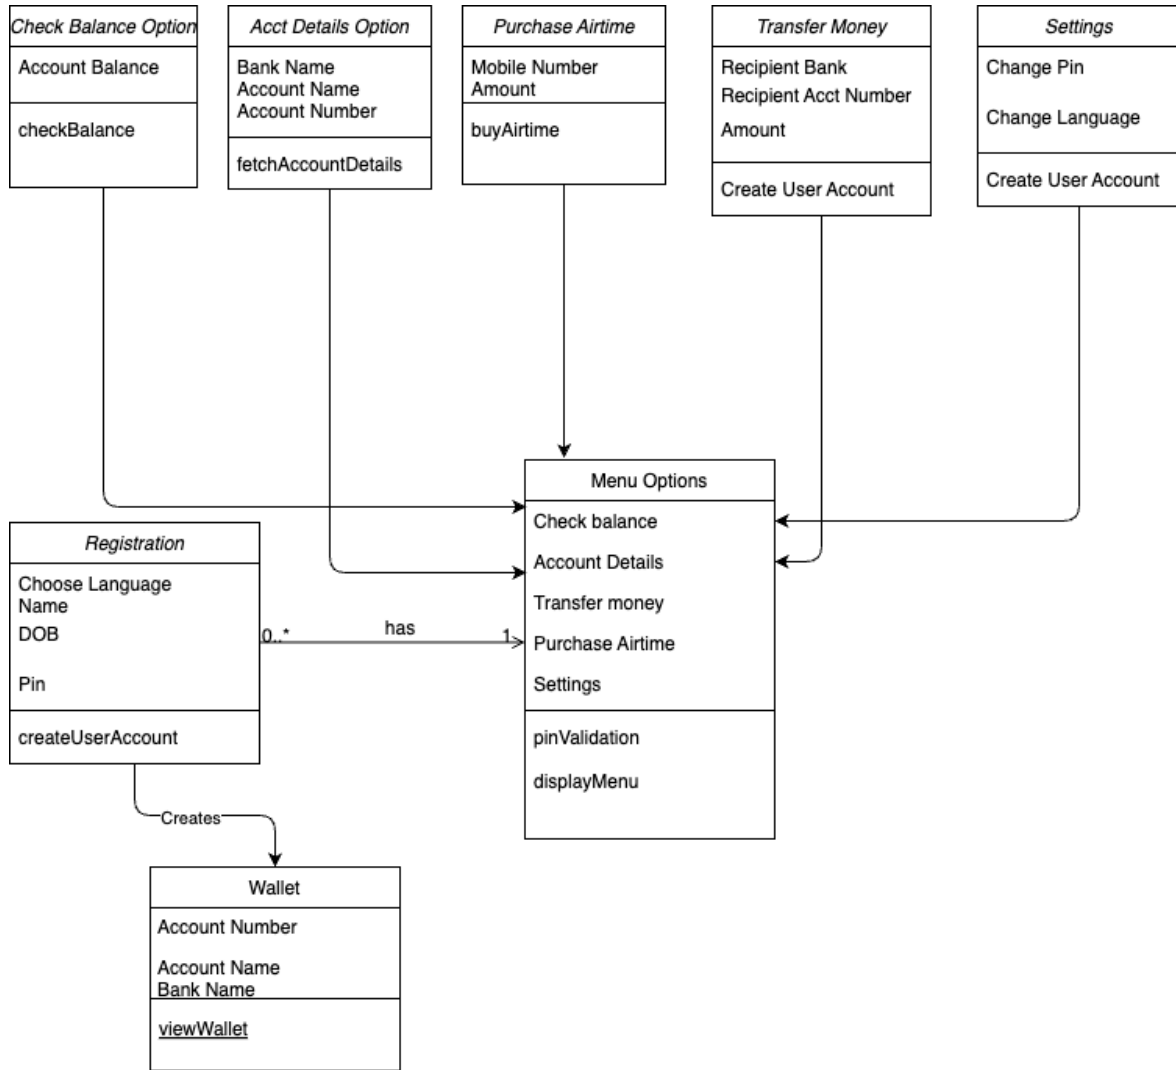 Check Balance Option
Account Balance
checkBalance
Acct Details Option
Bank Name
Account Name
Account Number
fetchAccountDetails
Purchase Airtime
Mobile Number
Amount
buyAirtime
Transfer Money
Recipient Bank
Recipient Acct Number
Amount
Create User Account
Settings
Change Pin
Change Language
Create User Account
Menu Options
Check balance
Account Details
Transfer money
Purchase Airtime
Settings
pinValidation
displayMenu
Registration
Choose Language
Name
DOB
Pin
createUserAccount
0..*
has
1
Creates
Wallet
Account Number
Account Name
Bank Name
viewWallet